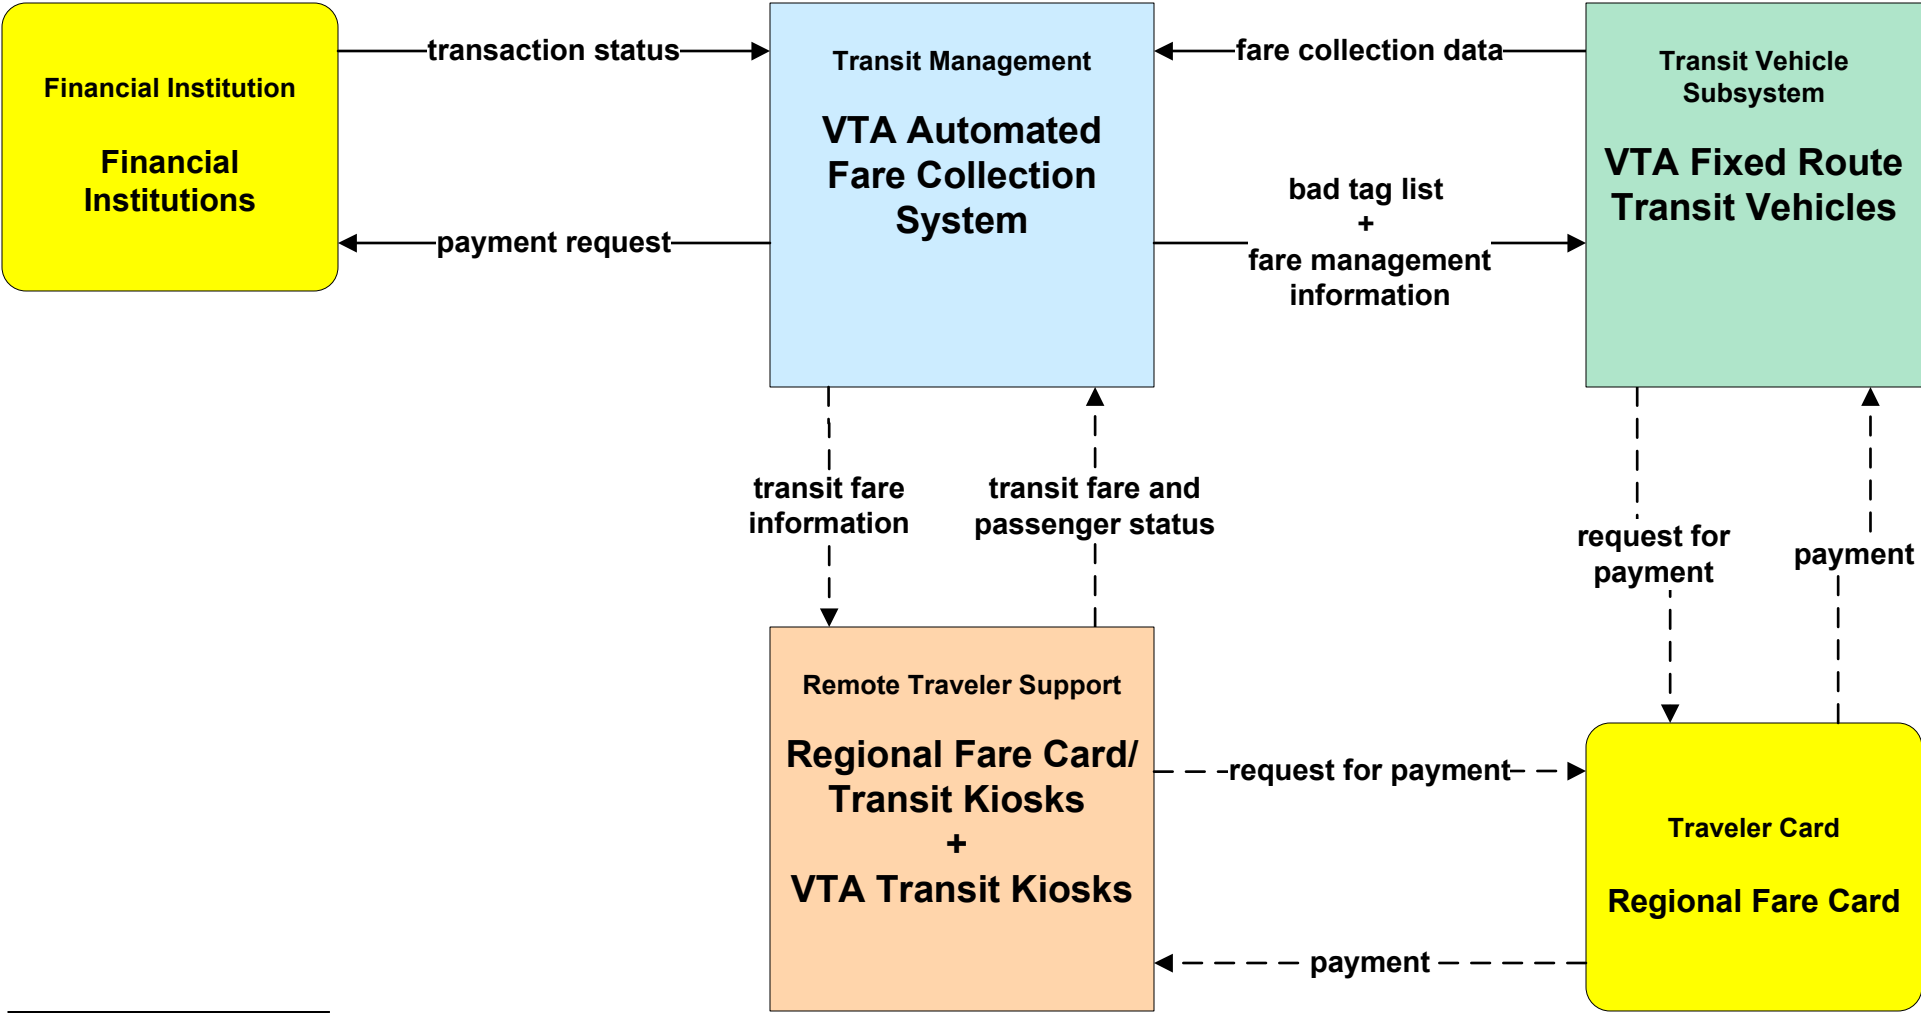 Financial Institution
Financial
Institutions
transaction status
payment request
Transit Management
VTA Automated
Fare Collection
System
fare collection data
bad tag list
+
fare management
information
Transit Vehicle
Subsystem
VTA Fixed Route
Transit Vehicles
transit fare
information
transit fare and
passenger status
request for
payment
payment
Remote Traveler Support
Regional Fare Card/
Transit Kiosks
+
VTA Transit Kiosks
request for payment
payment
Traveler Card
Regional Fare Card